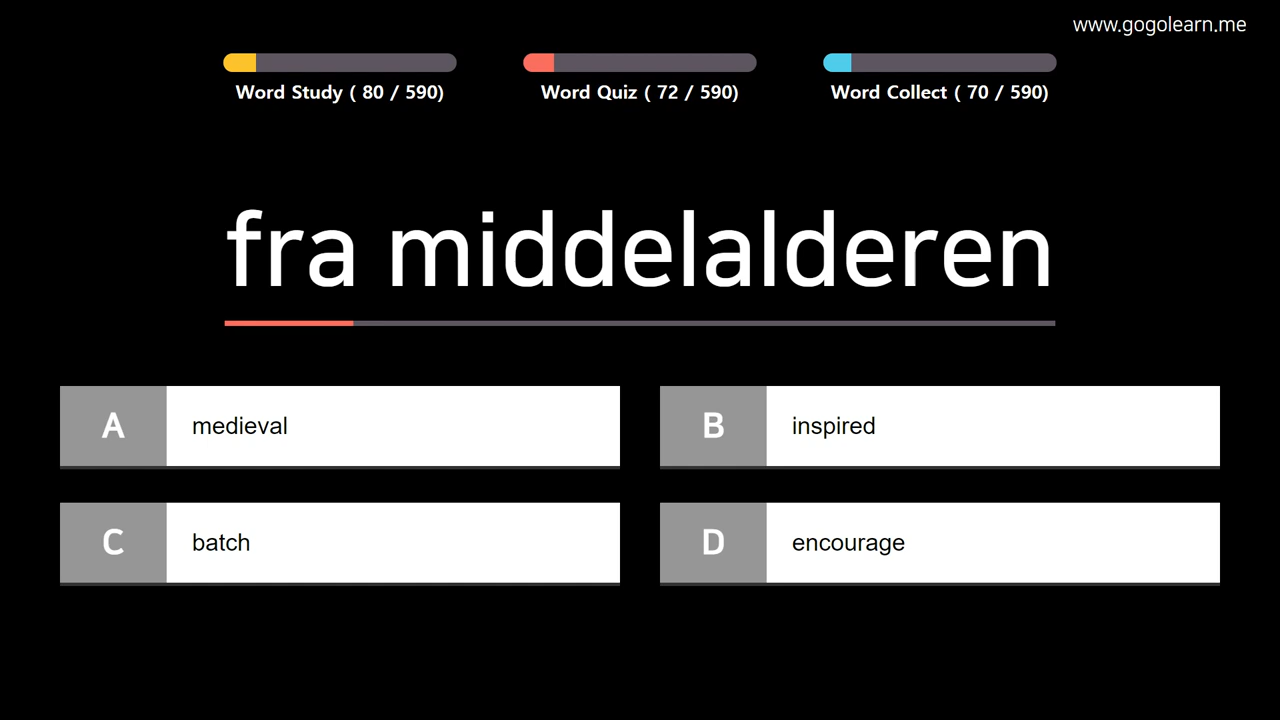 www.gogolearn.me
Word Study ( 80 / 590)
Word Quiz ( 72 / 590)
Word Collect ( 70 / 590)
fra middelalderen
A medieval
B inspired
C batch
D encourage